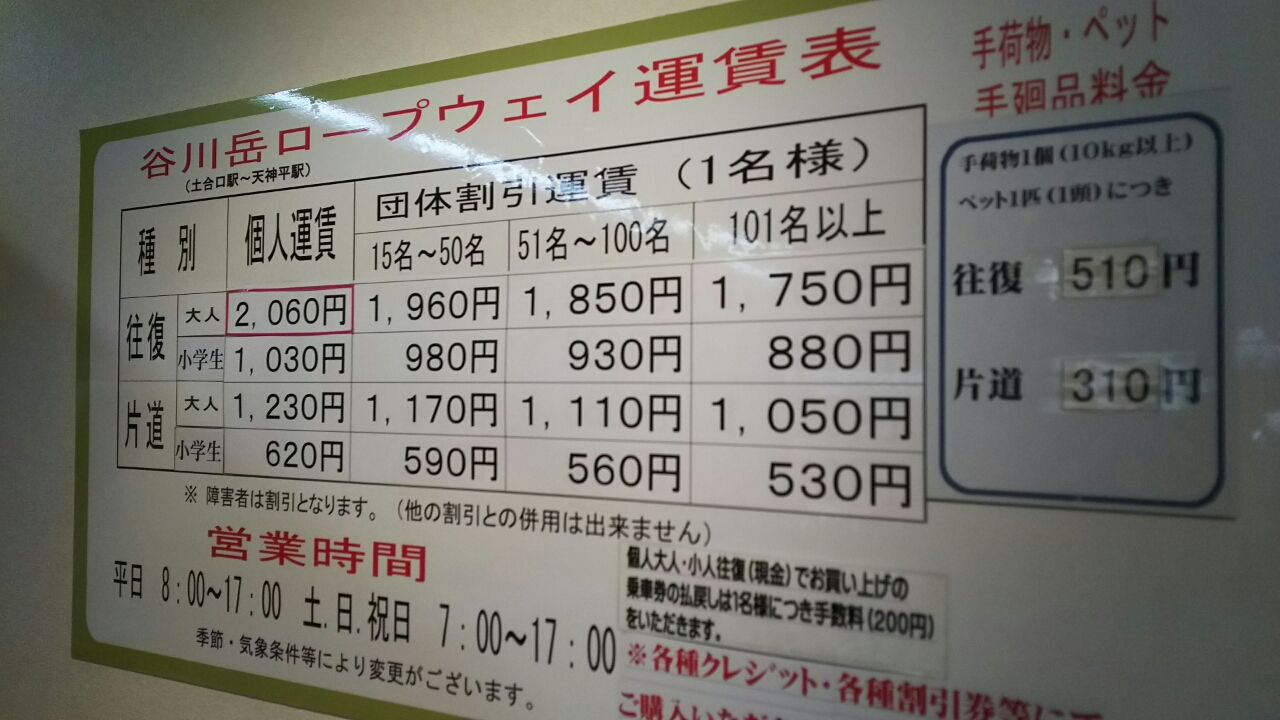 谷川岳ロープウェイ運賃表
(土合口駅～天神平駅)
種別 個人運賃 団体割引運賃(1名様)
15名～50名 51名～100名 101名以上
往復 大人 2,060円 1,960円 1,850円 1,750円
小学生 1,030円 980円 930円 880円
片道 大人 1,230円 1,170円 1,110円 1,050円
小学生 620円 590円 560円 530円
※ 障害者は割引となります。(他の割引との併用は出来ません)
営業時間
平日 8:00～17:00 土.日.祝日 7:00～17:00
季節・気象条件等により変更がございます。
手荷物・ペット
手廻品料金
手荷物1個(10kg以上)
ペット1匹(1頭)につき
往復 510円
片道 310円
個人大人・小人往復(現金)でお買い上げの
乗車券の払戻しは1名様につき手数料(200円)
をいただきます。
※各種クレジット・各種割引券等に
ご購入いただ